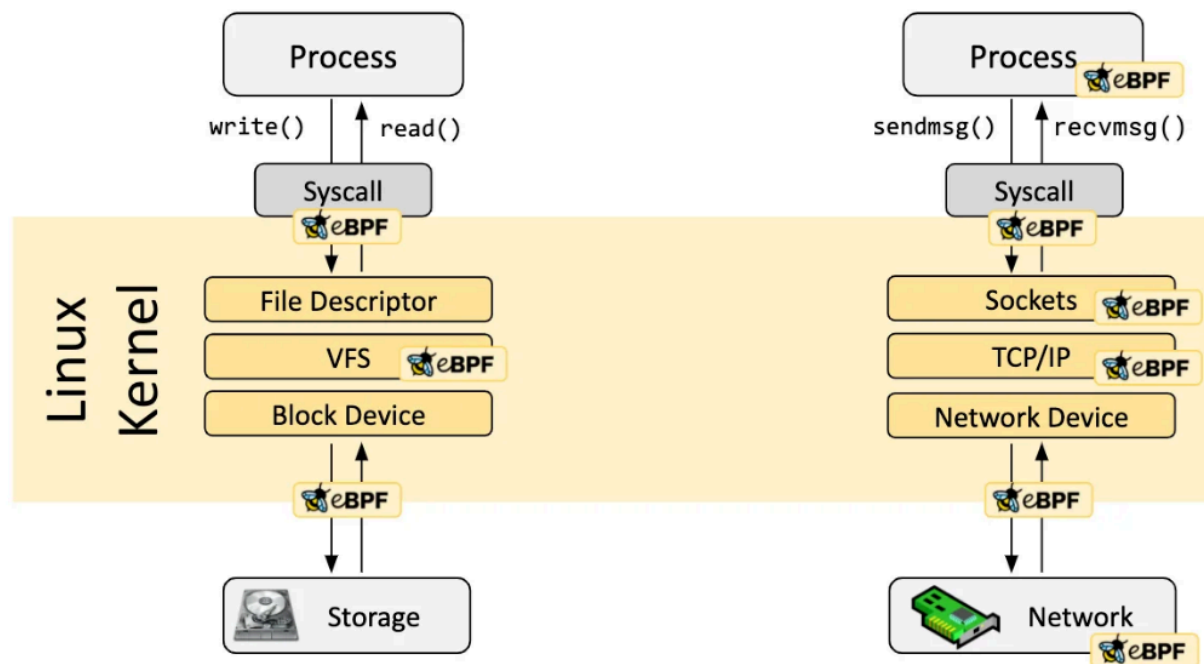 Process
write()
read()
Syscall
eBPF
Linux
Kernel
File Descriptor
VFS
eBPF
Block Device
eBPF
Storage
Process
eBPF
sendmsg()
recvmsg()
Syscall
eBPF
Sockets
eBPF
TCP/IP
eBPF
Network Device
eBPF
Network
eBPF